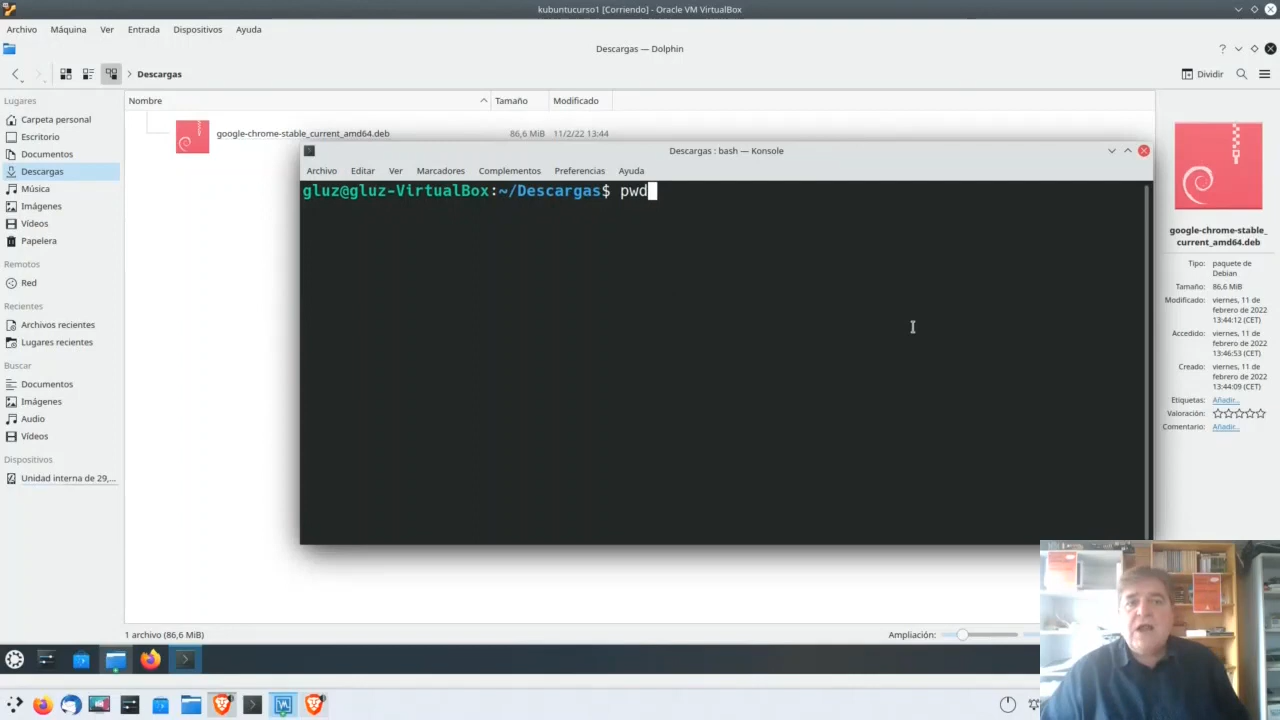 kubuntucurso1 [Corriendo] - Oracle VM VirtualBox
Archivo Máquina Ver Entrada Dispositivos Ayuda
Descargas — Dolphin
Descargas
Dividir
Lugares
Carpeta personal
Escritorio
Documentos
Descargas
Música
Imágenes
Vídeos
Papelera
Remotos
Red
Recientes
Archivos recientes
Lugares recientes
Buscar
Documentos
Imágenes
Audio
Vídeos
Dispositivos
Unidad interna de 29,...
Nombre Tamaño Modificado
google-chrome-stable_current_amd64.deb 86,6 MiB 11/2/22 13:44
Descargas : bash — Konsole
Archivo Editar Ver Marcadores Complementos Preferencias Ayuda
gluz@gluz-VirtualBox:~/Descargas$ pwd
google-chrome-stable_
current_amd64.deb
Tipo: paquete de
Debian
Tamaño: 86,6 MiB
Modificado: viernes, 11 de
febrero de 2022
13:44:12 (CET)
Accedido: viernes, 11 de
febrero de 2022
13:46:53 (CET)
Creado: viernes, 11 de
febrero de 2022
13:44:09 (CET)
Etiquetas: Añadir...
Valoración:
Comentario: Añadir...
1 archivo (86,6 MiB)
Ampliación: